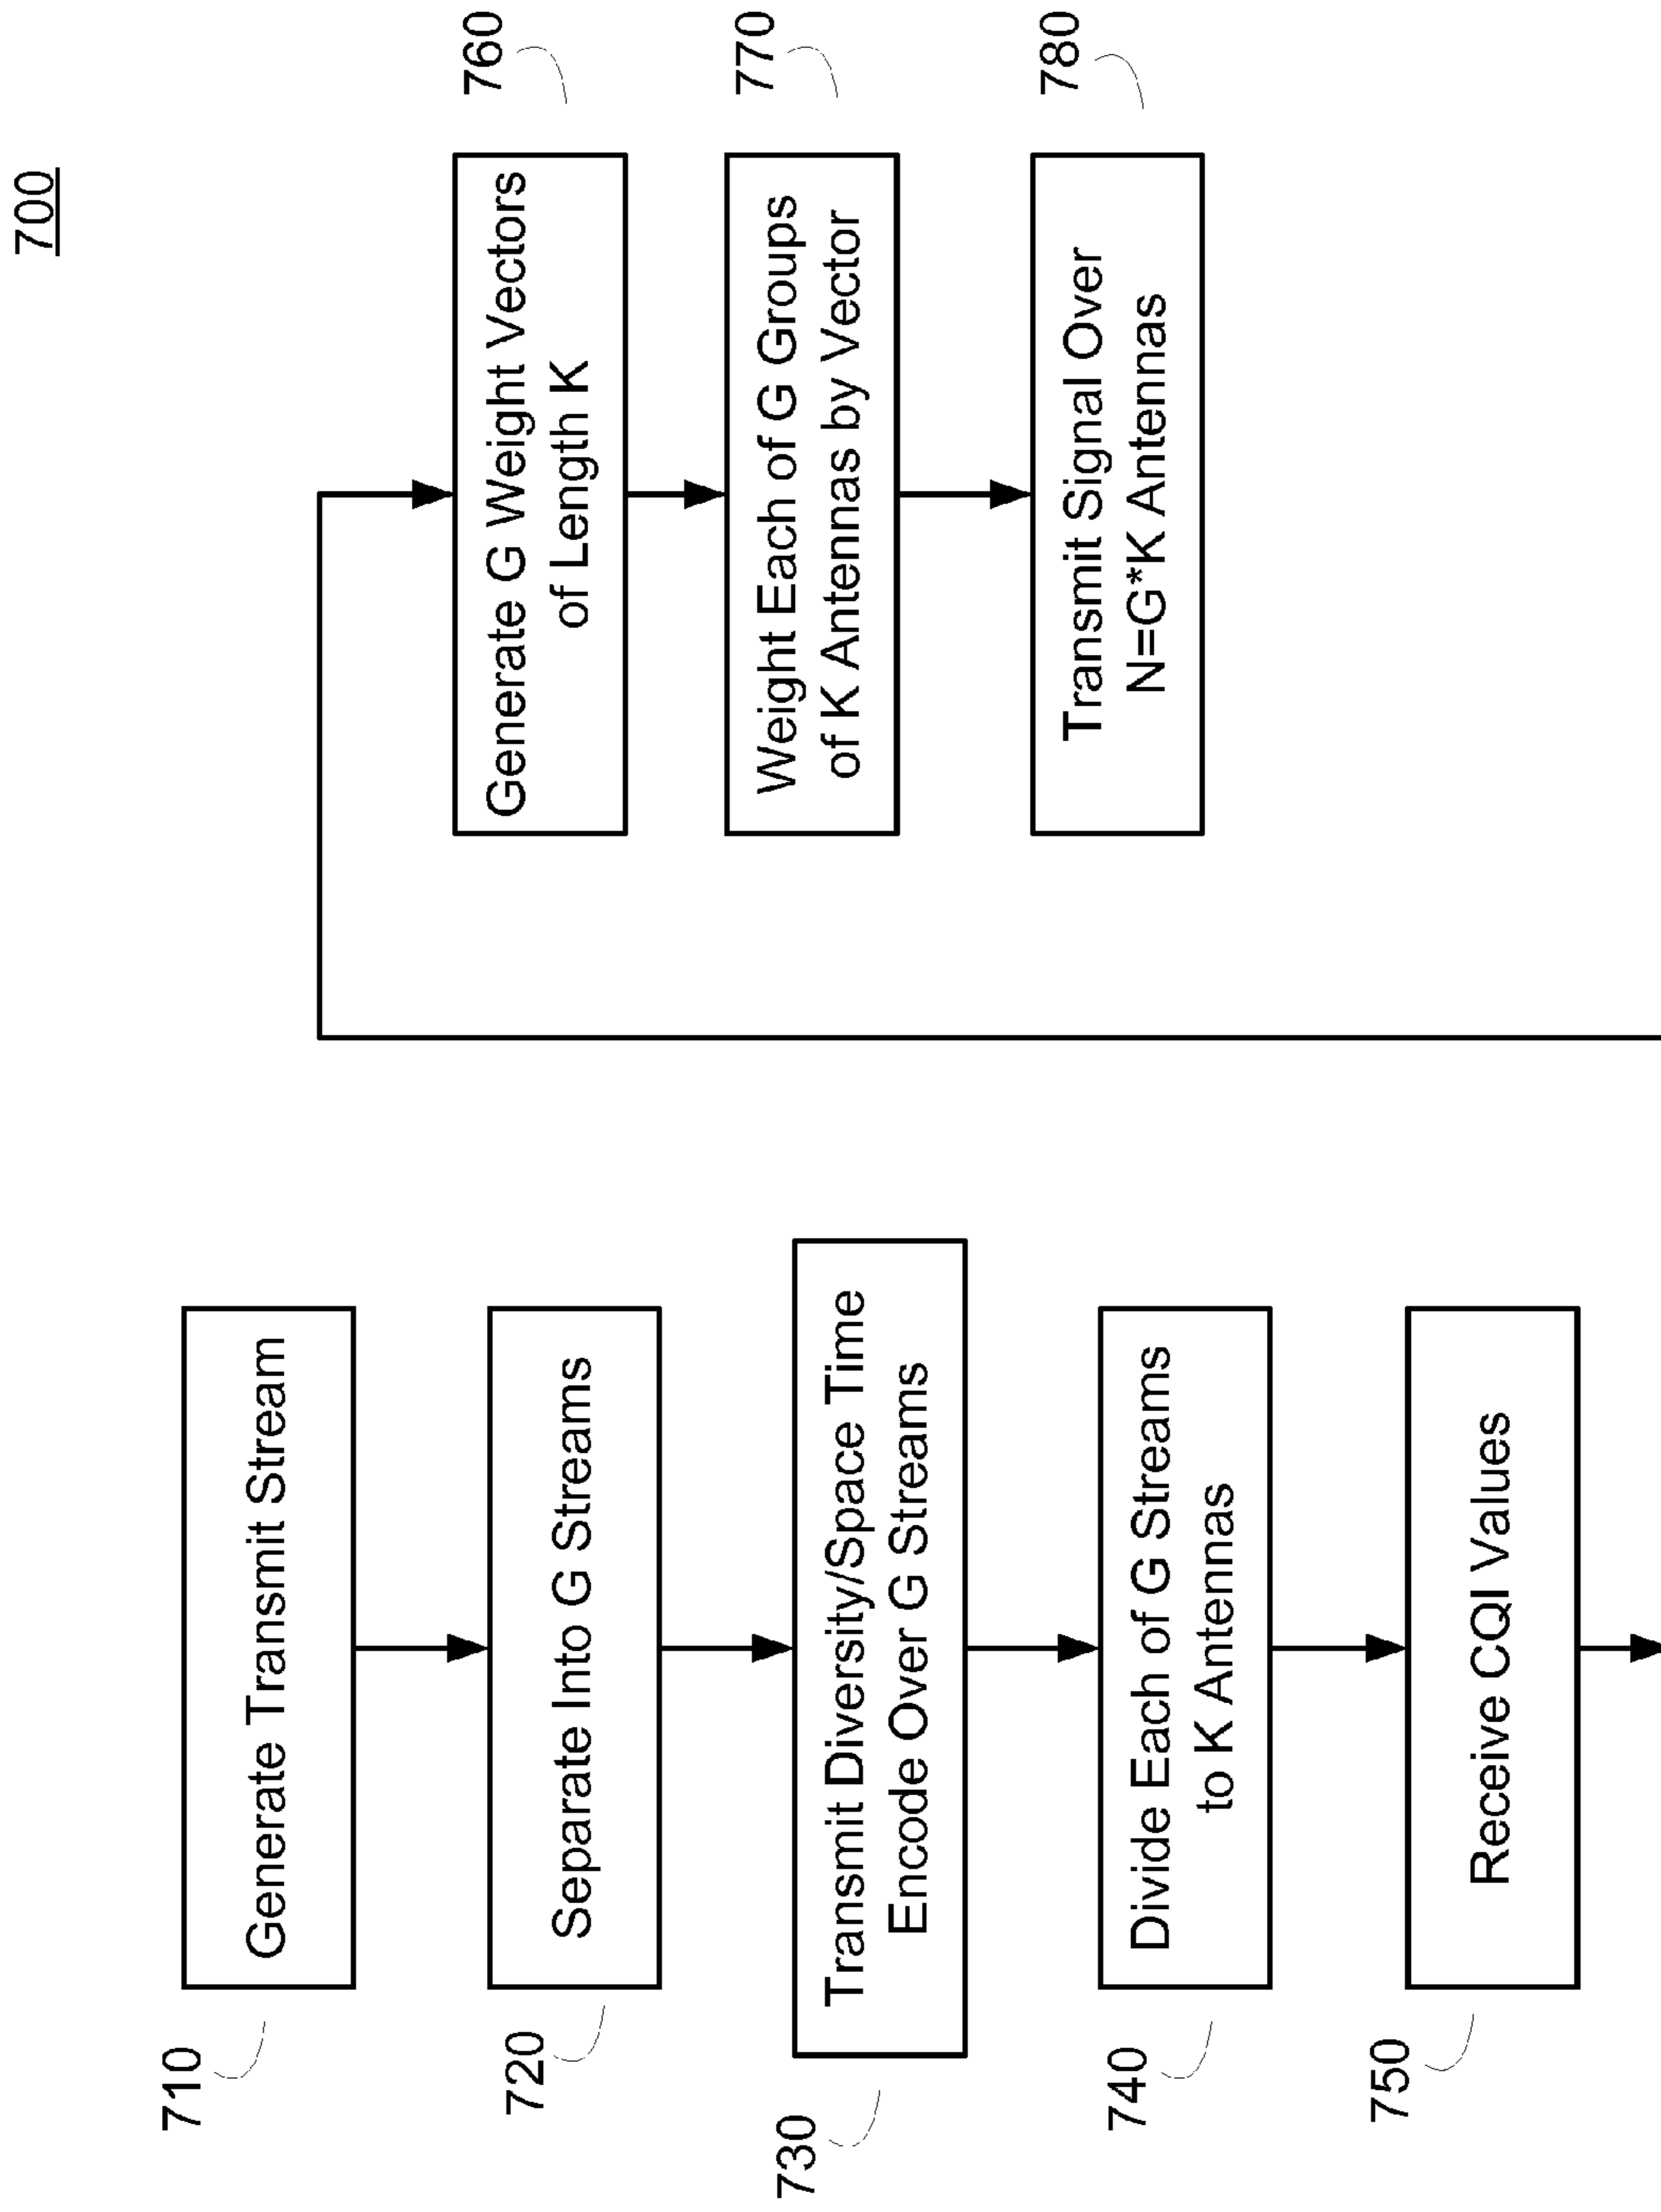 700
710
Generate Transmit Stream
720
Separate Into G Streams
730
Transmit Diversity/Space Time
Encode Over G Streams
740
Divide Each of G Streams
to K Antennas
750
Receive CQI Values
760
Generate G Weight Vectors
of Length K
770
Weight Each of G Groups
of K Antennas by Vector
780
Transmit Signal Over
N=G*K Antennas